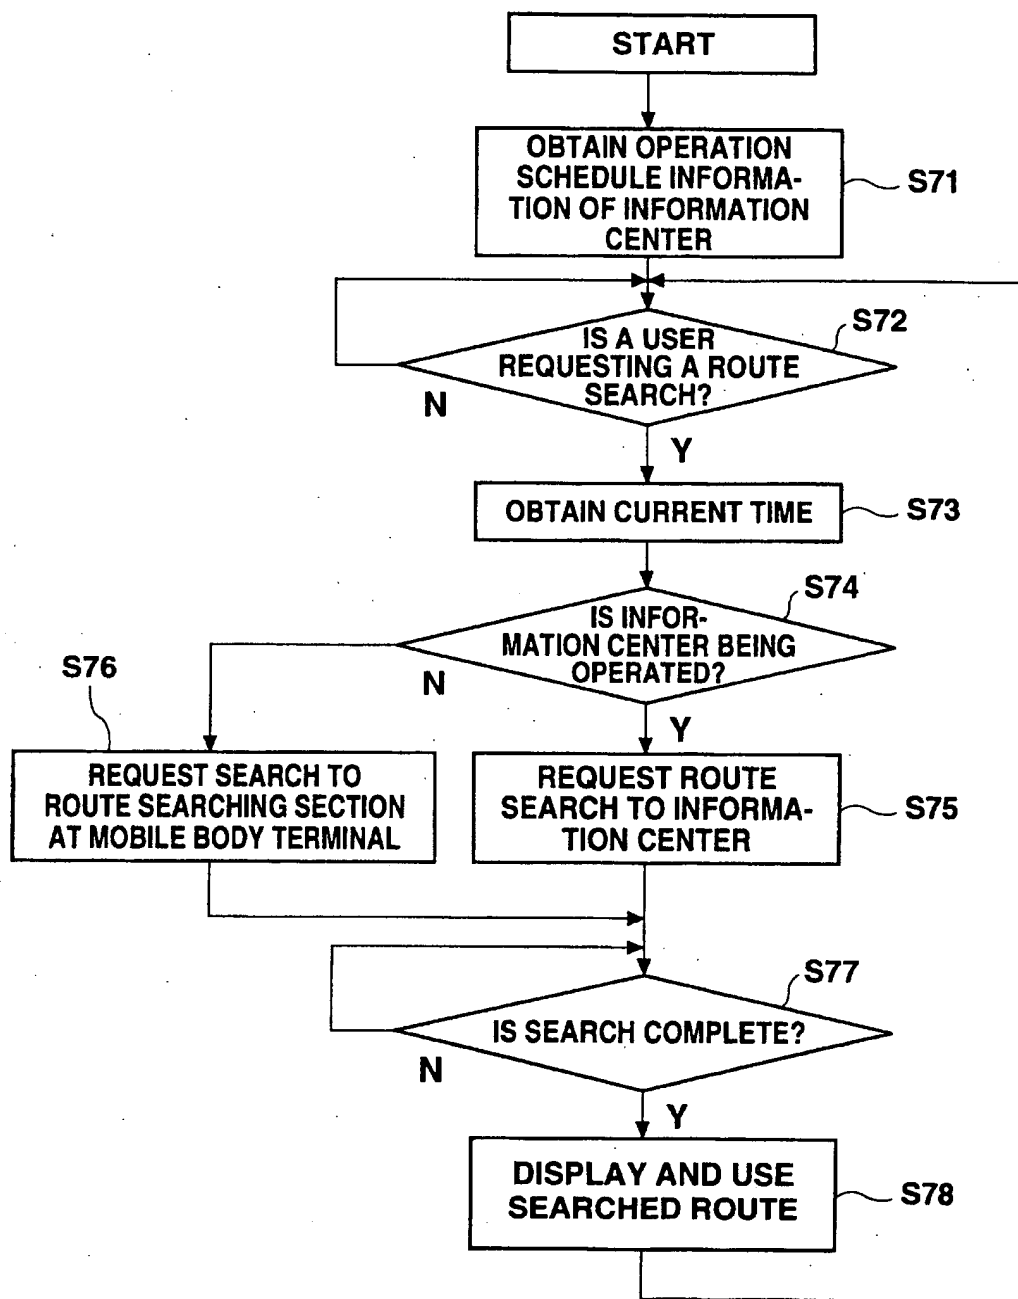 START
OBTAIN OPERATION
SCHEDULE INFORMA-
TION OF INFORMATION
CENTER
S71
S72
IS A USER
REQUESTING A ROUTE
SEARCH?
N
Y
OBTAIN CURRENT TIME
S73
S74
IS INFOR-
MATION CENTER BEING
OPERATED?
N
Y
S76
REQUEST SEARCH TO
ROUTE SEARCHING SECTION
AT MOBILE BODY TERMINAL
REQUEST ROUTE
SEARCH TO INFORMA-
TION CENTER
S75
S77
IS SEARCH COMPLETE?
N
Y
DISPLAY AND USE
SEARCHED ROUTE
S78